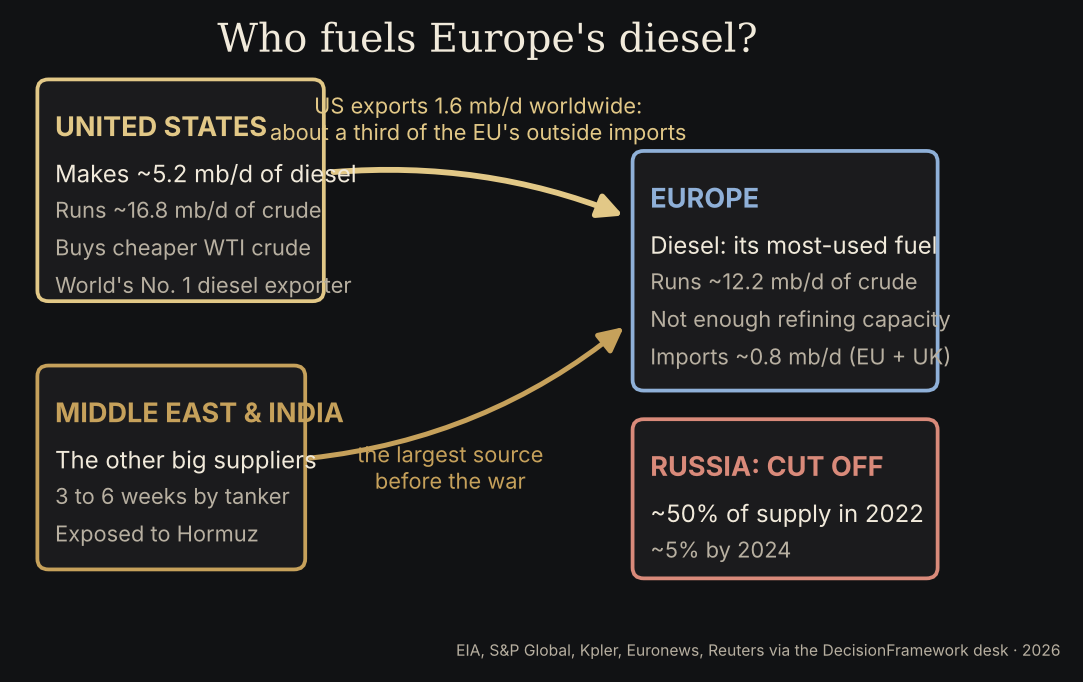 Who fuels Europe's diesel?
US exports 1.6 mb/d worldwide:
about a third of the EU's outside imports
UNITED STATES
Makes ~5.2 mb/d of diesel
Runs ~16.8 mb/d of crude
Buys cheaper WTI crude
World's No. 1 diesel exporter
EUROPE
Diesel: its most-used fuel
Runs ~12.2 mb/d of crude
Not enough refining capacity
Imports ~0.8 mb/d (EU + UK)
MIDDLE EAST & INDIA
The other big suppliers
3 to 6 weeks by tanker
Exposed to Hormuz
the largest source
before the war
RUSSIA: CUT OFF
~50% of supply in 2022
~5% by 2024
EIA, S&P Global, Kpler, Euronews, Reuters via the DecisionFramework desk · 2026